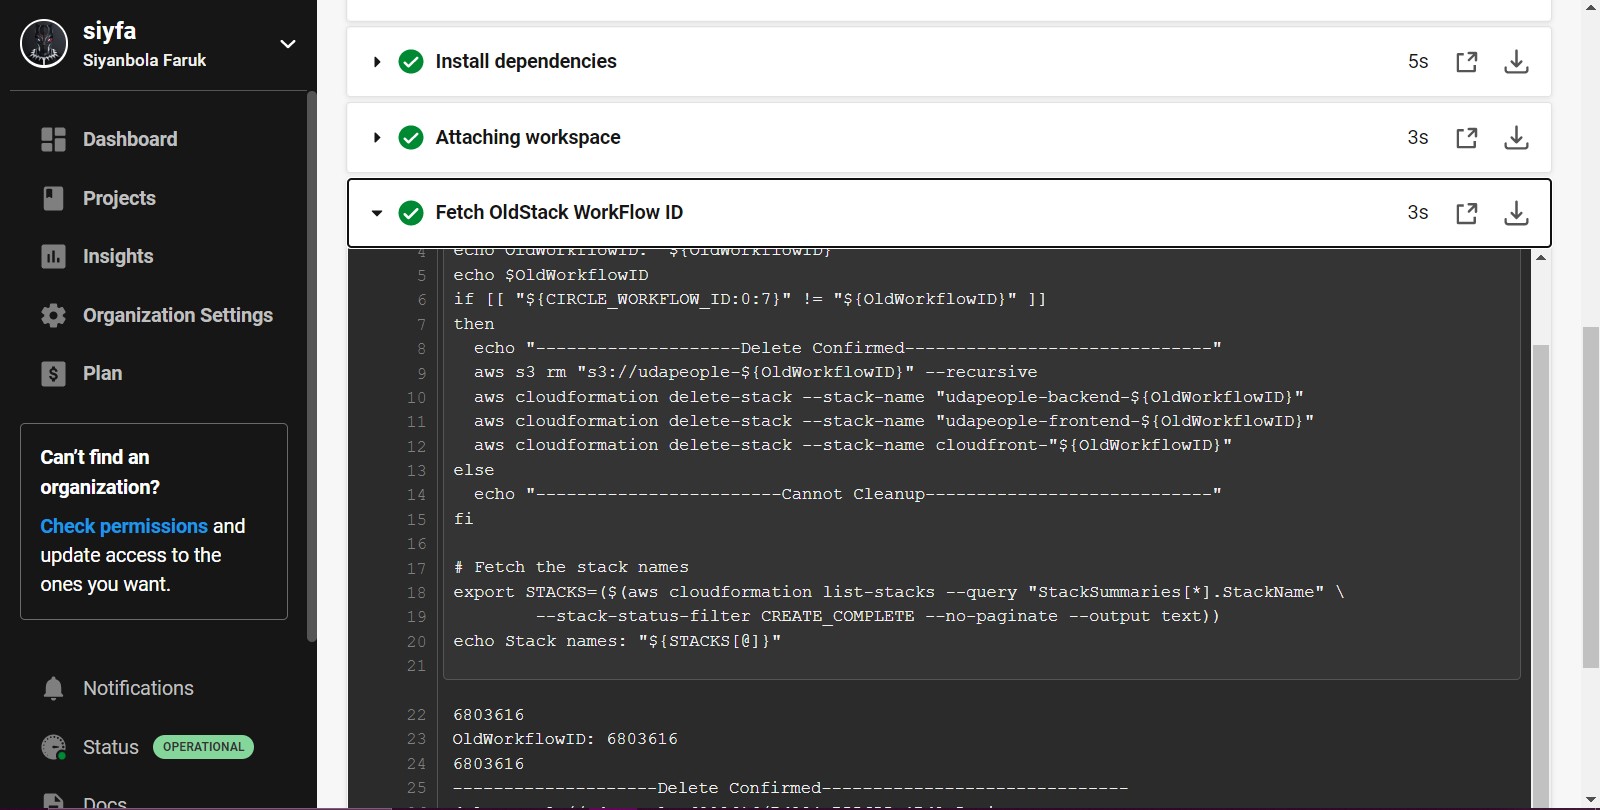 siyfa
Siyanbola Faruk
Dashboard
Projects
Insights
Organization Settings
Plan
Can't find an
organization?
Check permissions and
update access to the
ones you want.
Notifications
Status OPERATIONAL
Docs
Install dependencies 5s
Attaching workspace 3s
Fetch OldStack WorkFlow ID 3s
4 echo OldWorkflowID: "${OldWorkflowID}"
5 echo $OldWorkflowID
6 if [[ "${CIRCLE_WORKFLOW_ID:0:7}" != "${OldWorkflowID}" ]]
7 then
8 echo "--------------------Delete Confirmed------------------------------"
9 aws s3 rm "s3://udapeople-${OldWorkflowID}" --recursive
10 aws cloudformation delete-stack --stack-name "udapeople-backend-${OldWorkflowID}"
11 aws cloudformation delete-stack --stack-name "udapeople-frontend-${OldWorkflowID}"
12 aws cloudformation delete-stack --stack-name cloudfront-"${OldWorkflowID}"
13 else
14 echo "------------------------Cannot Cleanup----------------------------"
15 fi
16
17 # Fetch the stack names
18 export STACKS=($(aws cloudformation list-stacks --query "StackSummaries[*].StackName" \
19 --stack-status-filter CREATE_COMPLETE --no-paginate --output text))
20 echo Stack names: "${STACKS[@]}"
21
22 6803616
23 OldWorkflowID: 6803616
24 6803616
25 --------------------Delete Confirmed------------------------------